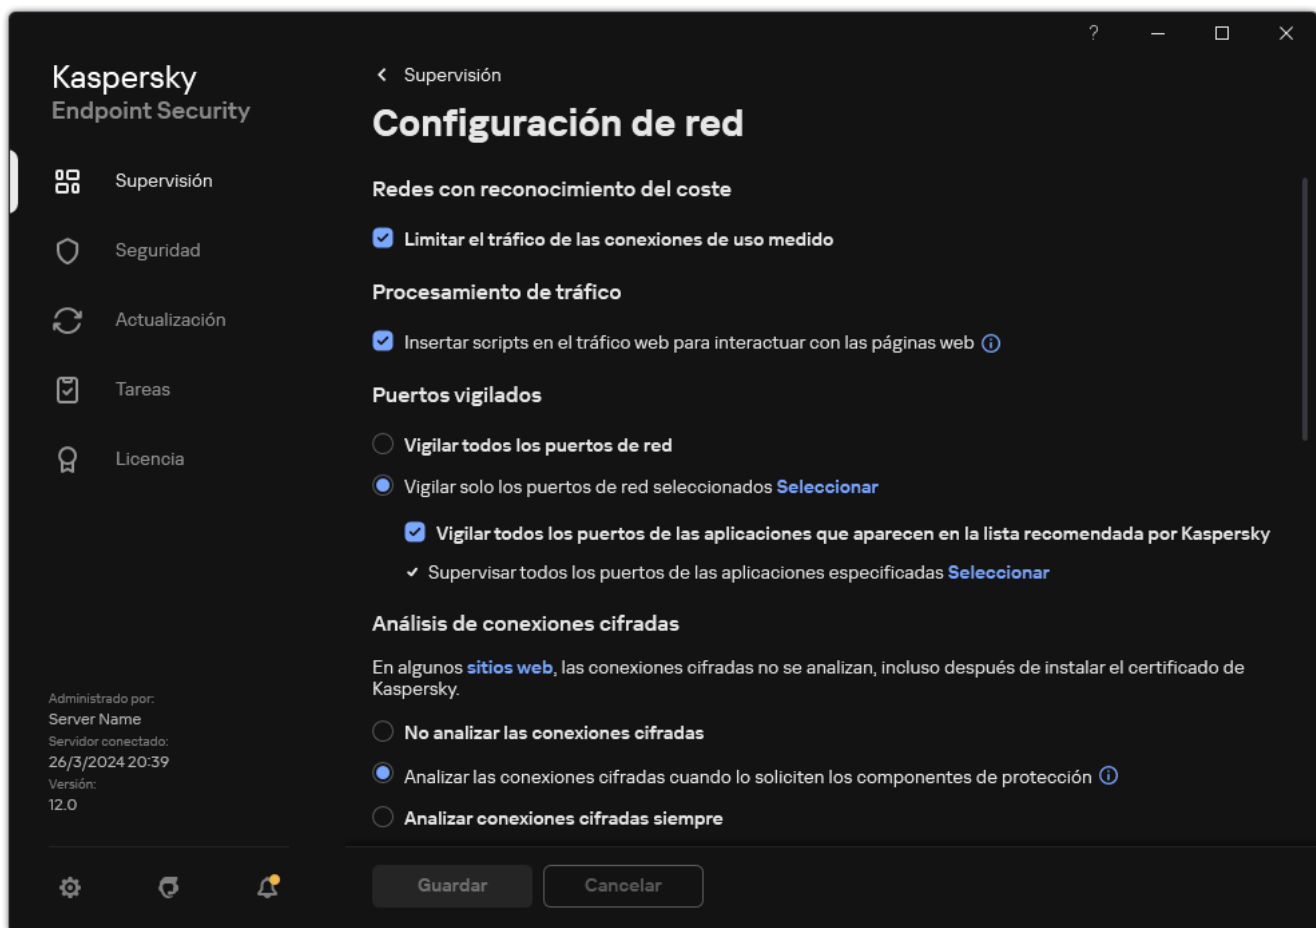 ?
Kaspersky
Endpoint Security
Supervisión
Seguridad
Actualización
Tareas
Licencia
Administrado por:
Server Name
Servidor conectado:
26/3/2024 20:39
Versión:
12.0
Supervisión
Configuración de red
Redes con reconocimiento del coste
Limitar el tráfico de las conexiones de uso medido
Procesamiento de tráfico
Insertar scripts en el tráfico web para interactuar con las páginas web
Puertos vigilados
Vigilar todos los puertos de red
Vigilar solo los puertos de red seleccionados Seleccionar
Vigilar todos los puertos de las aplicaciones que aparecen en la lista recomendada por Kaspersky
Supervisar todos los puertos de las aplicaciones especificadas Seleccionar
Análisis de conexiones cifradas
En algunos sitios web, las conexiones cifradas no se analizan, incluso después de instalar el certificado de
Kaspersky.
No analizar las conexiones cifradas
Analizar las conexiones cifradas cuando lo soliciten los componentes de protección
Analizar conexiones cifradas siempre
Guardar
Cancelar